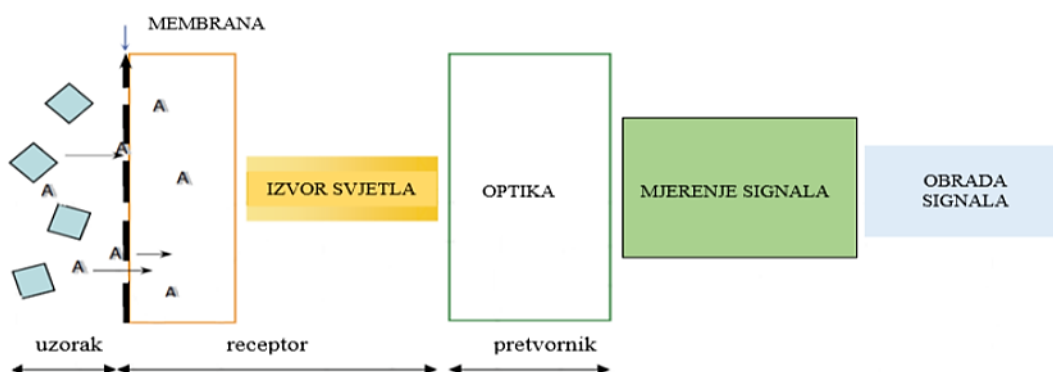 MEMBRANA
A
A
A
A
A
A
A
IZVOR SVJETLA
OPTIKA
MJERENJE SIGNALA
OBRADA
SIGNALA
uzorak
receptor
pretvornik